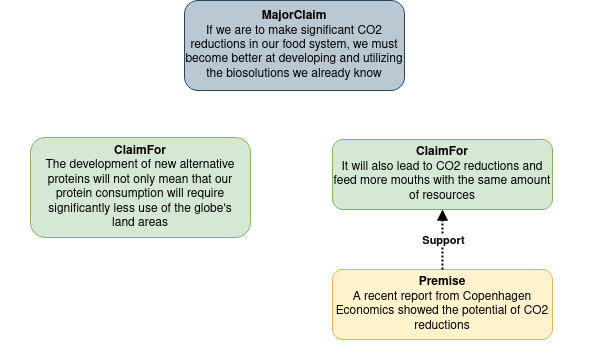 MajorClaim
If we are to make significant CO2
reductions in our food system, we must
become better at developing and utilizing
the biosolutions we already know
ClaimFor
The development of new alternative
proteins will not only mean that our
protein consumption will require
significantly less use of the globe's
land areas
ClaimFor
It will also lead to CO2 reductions and
feed more mouths with the same amount
of resources
Support
Premise
A recent report from Copenhagen
Economics showed the potential of CO2
reductions